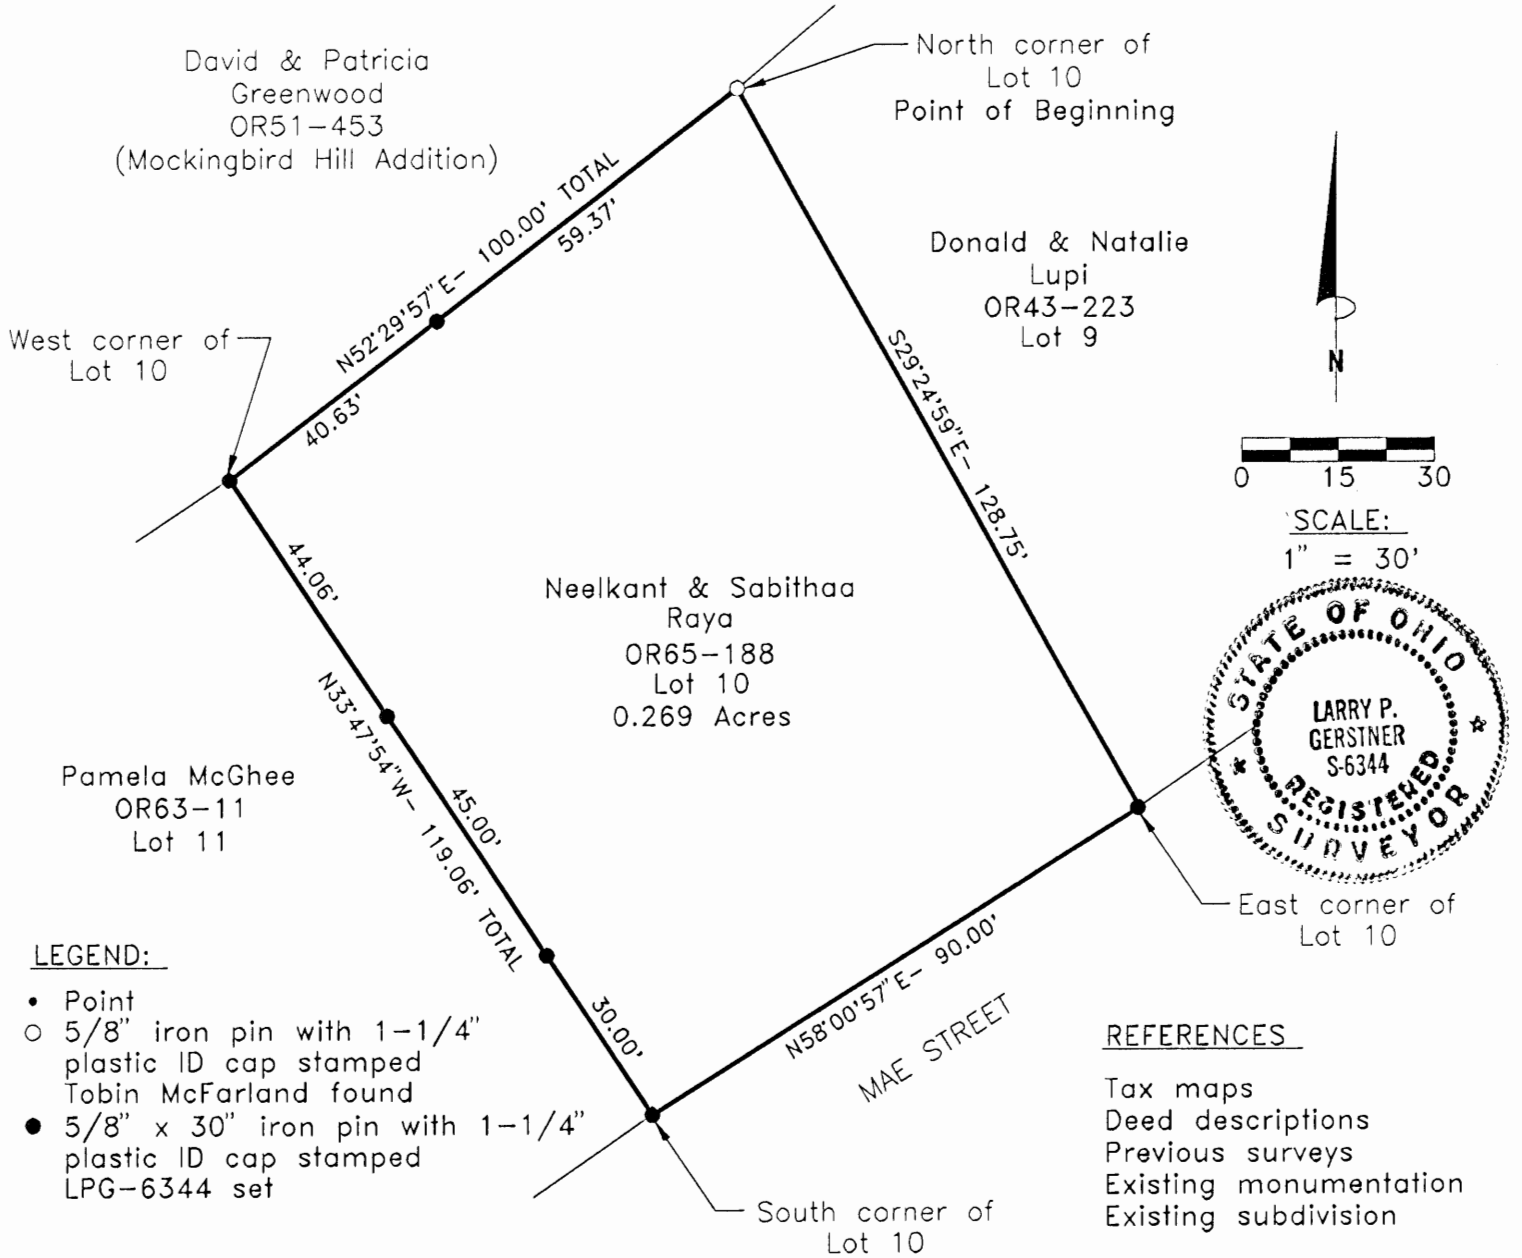 David & Patricia
Greenwood
OR51-453
(Mockingbird Hill Addition)
North corner of
Lot 10
Point of Beginning
N52°29'57"E- 100.00' TOTAL
59.37'
40.63'
Donald & Natalie
Lupi
OR43-223
Lot 9
N
West corner of
Lot 10
S29°24'59"E- 128.75'
0 15 30
SCALE:
1" = 30'
STATE OF OHIO
LARRY P.
GERSTNER
S-6344
REGISTERED
SURVEYOR
44.06'
Neelkant & Sabithaa
Raya
OR65-188
Lot 10
0.269 Acres
N33°47'54"W- 119.06' TOTAL
45.00'
30.00'
Pamela McGhee
OR63-11
Lot 11
N58°00'57"E- 90.00'
MAE STREET
East corner of
Lot 10
LEGEND:
Point
5/8" iron pin with 1-1/4"
plastic ID cap stamped
Tobin McFarland found
5/8" x 30" iron pin with 1-1/4"
plastic ID cap stamped
LPG-6344 set
South corner of
Lot 10
REFERENCES
Tax maps
Deed descriptions
Previous surveys
Existing monumentation
Existing subdivision